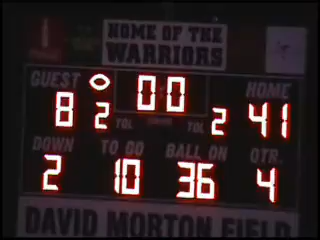 HOME OF THE
WARRIORS
GUEST 00 HOME
8 2 TOL TOL 2 41
DOWN TO GO BALL ON QTR.
2 10 36 4
DAVID MORTON FIELD